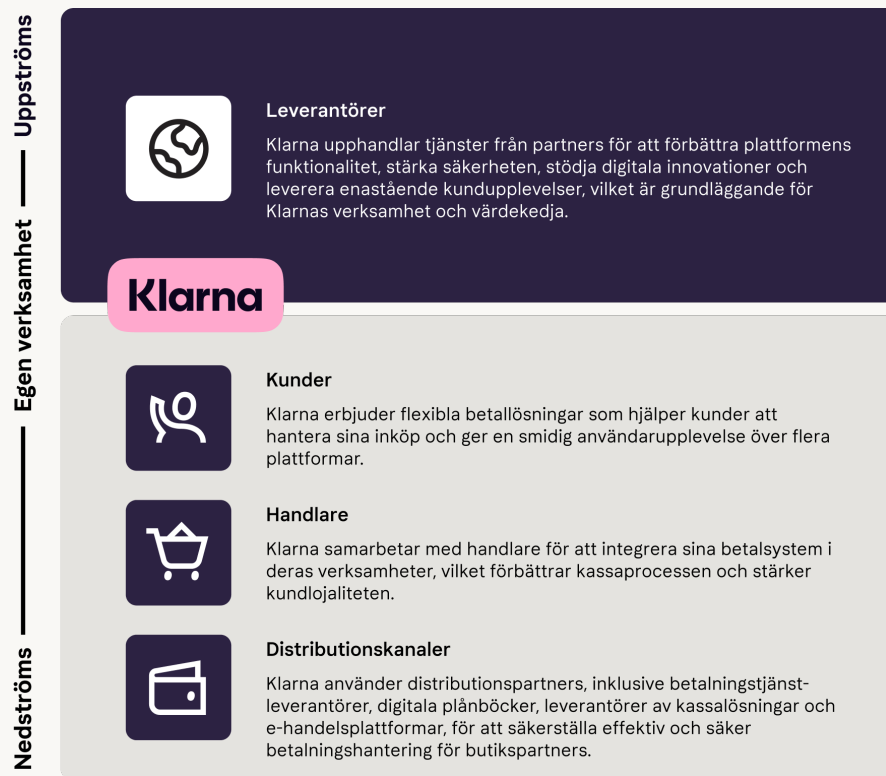 Uppströms
Egen verksamhet
Nedströms
Leverantörer
Klarna upphandlar tjänster från partners för att förbättra plattformens
funktionalitet, stärka säkerheten, stödja digitala innovationer och
leverera enastående kundupplevelser, vilket är grundläggande för
Klarnas verksamhet och värdekedja.
Klarna
Kunder
Klarna erbjuder flexibla betallösningar som hjälper kunder att
hantera sina inköp och ger en smidig användarupplevelse över flera
plattformar.
Handlare
Klarna samarbetar med handlare för att integrera sina betalsystem i
deras verksamheter, vilket förbättrar kassaprocessen och stärker
kundlojaliteten.
Distributionskanaler
Klarna använder distributionspartners, inklusive betalningstjänst-
leverantörer, digitala plånböcker, leverantörer av kassalösningar och
e-handelsplattformar, för att säkerställa effektiv och säker
betalningshantering för butikspartners.